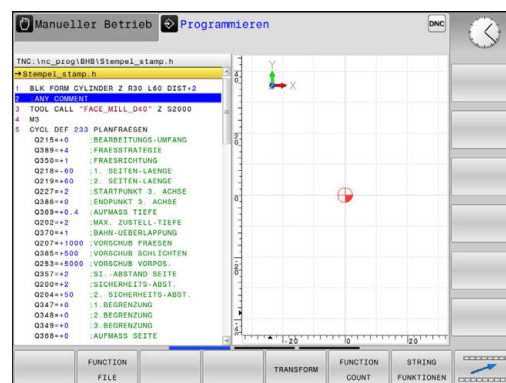 Manueller Betrieb
Programmieren
DNC
TNC:\nc_prog\BHB\Stempel_stamp.h
→Stempel_stamp.h
1 BLK FORM CYLINDER Z R30 L60 DIST+2
2 ;ANY COMMENT
3 TOOL CALL "FACE_MILL_D40" Z S2000
4 M3
5 CYCL DEF 233 PLANFRAESEN
Q215=+0 ;BEARBEITUNGS-UMFANG
Q389=+4 ;FRAESSTRATEGIE
Q350=+1 ;FRAESRICHTUNG
Q218=-60 ;1. SEITEN-LAENGE
Q219=+60 ;2. SEITEN-LAENGE
Q227=+2 ;STARTPUNKT 3. ACHSE
Q386=+0 ;ENDPUNKT 3. ACHSE
Q369=+0.4 ;AUFMASS TIEFE
Q202=+2 ;MAX. ZUSTELL-TIEFE
Q370=+1 ;BAHN-UEBERLAPPUNG
Q207=+1000 ;VORSCHUB FRAESEN
Q385=+500 ;VORSCHUB SCHLICHTEN
Q253=+5000 ;VORSCHUB VORPOS.
Q357=+2 ;SI.-ABSTAND SEITE
Q200=+2 ;SICHERHEITS-ABST.
Q204=+50 ;2. SICHERHEITS-ABST.
Q347=+0 ;1.BEGRENZUNG
Q348=+0 ;2.BEGRENZUNG
Q349=+0 ;3.BEGRENZUNG
Q368=+0 ;AUFMASS SEITE
Y
X
-20 0 20
FUNCTION FILE
TRANSFORM
FUNCTION COUNT
STRING FUNKTIONEN